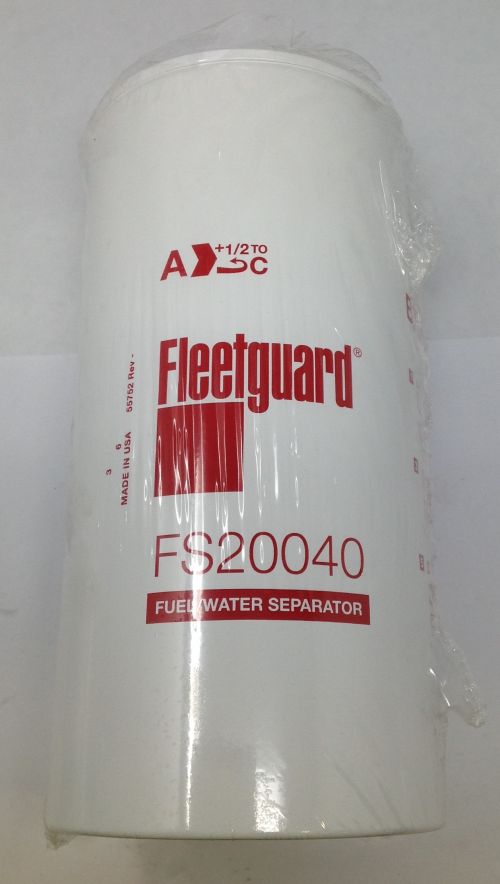 A +1/2 TO C
Fleetguard®
FS20040
FUEL/WATER SEPARATOR
MADE IN USA 55752 Rev -
3 6